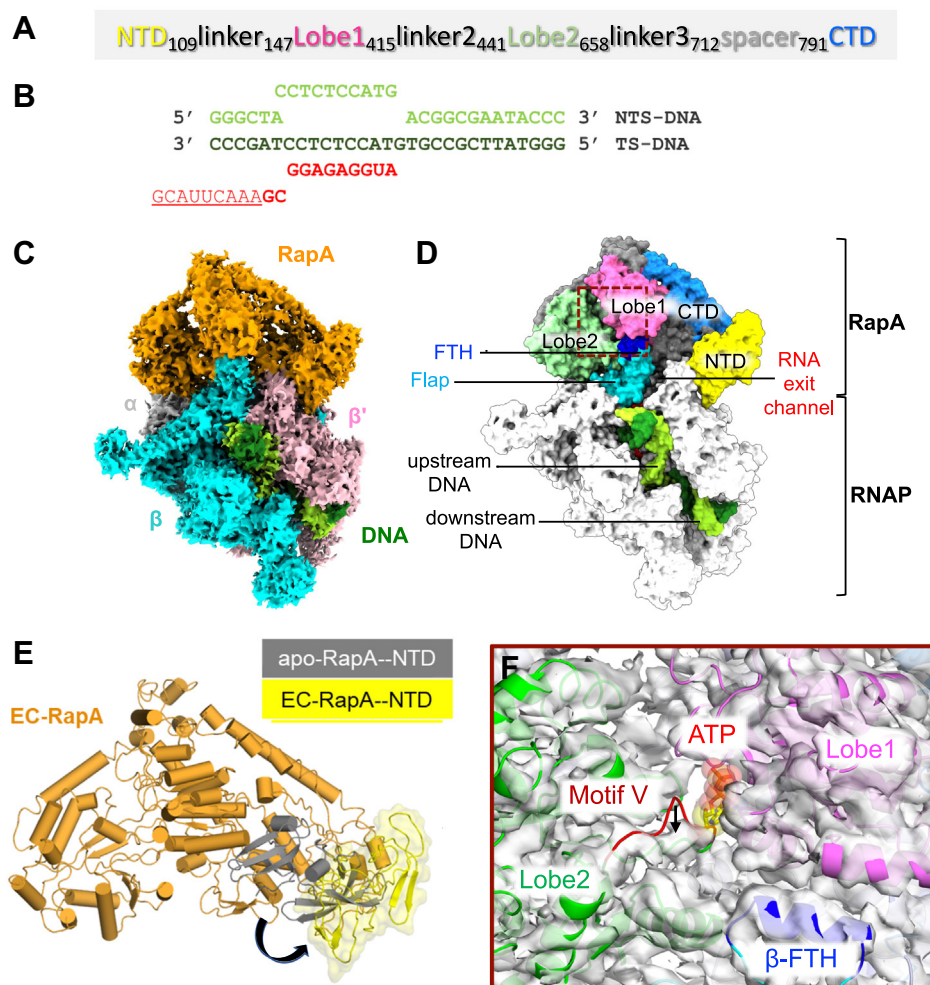 A
NTD109linker147Lobe1415linker2441Lobe2658linker3712spacer791CTD
B
CCTCTCCATG
5′ GGGCTA ACGGCGAATACCC 3′ NTS-DNA
3′ CCCGATCCTCTCCATGTGCCGCTTATGGG 5′ TS-DNA
GGAGAGGUA
GCAUUCAAAGC
C
RapA
α
β'
β
DNA
D
Lobe1
CTD
Lobe2
NTD
FTH
Flap
RNA
exit
channel
upstream
DNA
downstream
DNA
RapA
RNAP
E
apo-RapA--NTD
EC-RapA--NTD
EC-RapA
F
ATP
Lobe1
Motif V
Lobe2
β-FTH